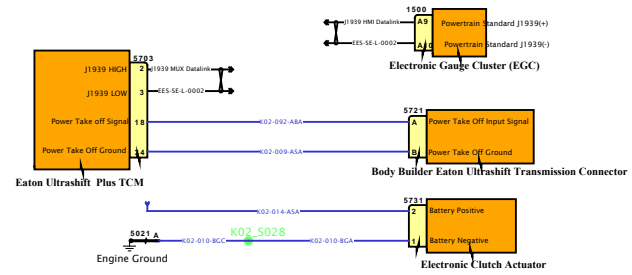 1500
J1939 HMI Datalink
A9
Powertrain Standard J1939(+)
EES-SE-L-0002
A10
Powertrain Standard J1939(-)
Electronic Gauge Cluster (EGC)
5703
J1939 HIGH
2
J1939 MUX Datalink
J1939 LOW
3
EES-SE-L-0002
5721
Power Take off Signal
18
K02-092-ABA
A
Power Take Off Input Signal
Power Take Off Ground
14
K02-009-ASA
B
Power Take Off Ground
Eaton Ultrashift Plus TCM
Body Builder Eaton Ultrashift Transmission Connector
5731
K02-014-ASA
2
Battery Positive
5021 A
K02-010-BGC
K02_S028
K02-010-BGA
1
Battery Negative
Engine Ground
Electronic Clutch Actuator